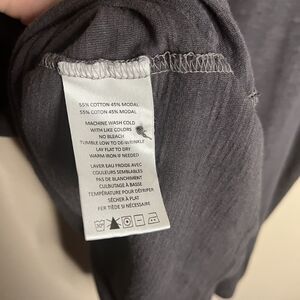 55% COTTON 45% MODAL
55% COTON 45% MODAL
MACHINE WASH COLD
WITH LIKE COLORS
NO BLEACH
TUMBLE LOW TO DE-WRINKLE
LAY FLAT TO DRY
WARM IRON IF NEEDED
LAVER EAU FROIDE AVEC
COULEURS SEMBLABLES
PAS DE BLANCHIMENT
CULBUTAGE À BASSE
TEMPÉRATURE POUR DÉFRIPER
SÉCHER À PLAT
FER TIÈDE SI NÉCESSAIRE